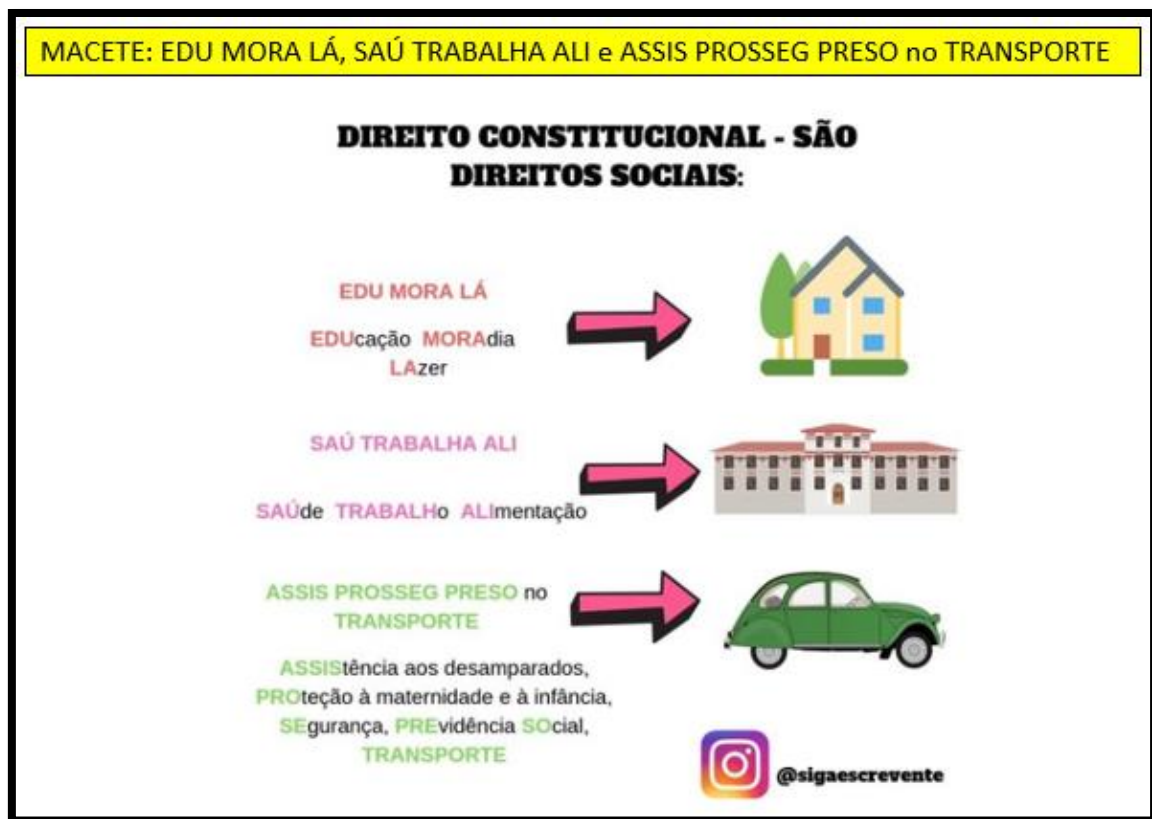 MACETE: EDU MORA LÁ, SAÚ TRABALHA ALI e ASSIS PROSSEG PRESO no TRANSPORTE
DIREITO CONSTITUCIONAL - SÃO
DIREITOS SOCIAIS:
EDU MORA LÁ
EDUcação MORAdia
LAzer
SAÚ TRABALHA ALI
SAÚde TRABALHo ALImentação
ASSIS PROSSEG PRESO no
TRANSPORTE
ASSIStência aos desamparados,
PROteção à maternidade e à infância,
SEgurança, PREvidência SOcial,
TRANSPORTE
@sigaescrevente